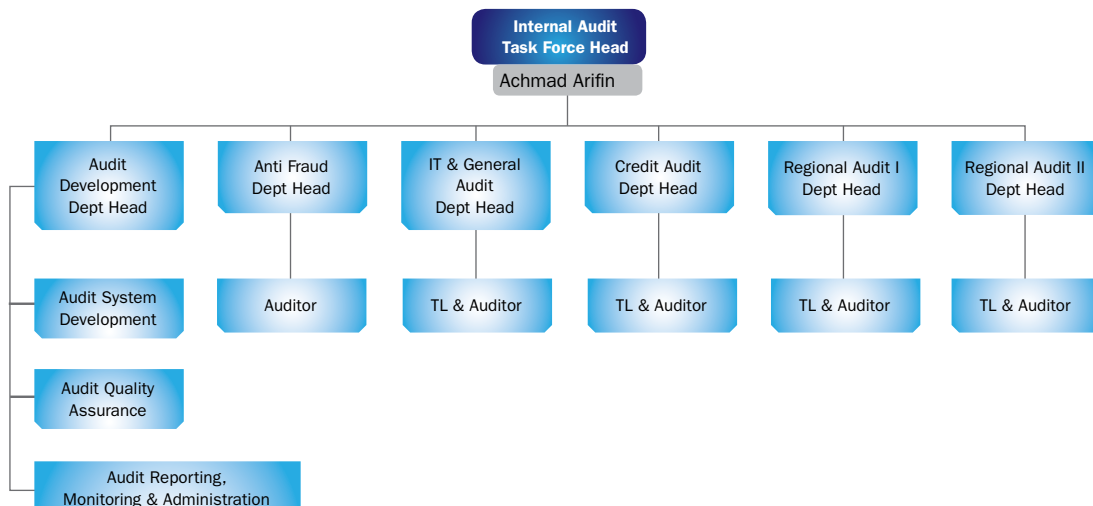 Internal Audit
Task Force Head
Achmad Arifin
Audit
Development
Dept Head
Anti Fraud
Dept Head
IT & General
Audit
Dept Head
Credit Audit
Dept Head
Regional Audit I
Dept Head
Regional Audit II
Dept Head
Audit System
Development
Auditor
TL & Auditor
TL & Auditor
TL & Auditor
TL & Auditor
Audit Quality
Assurance
Audit Reporting,
Monitoring & Administration